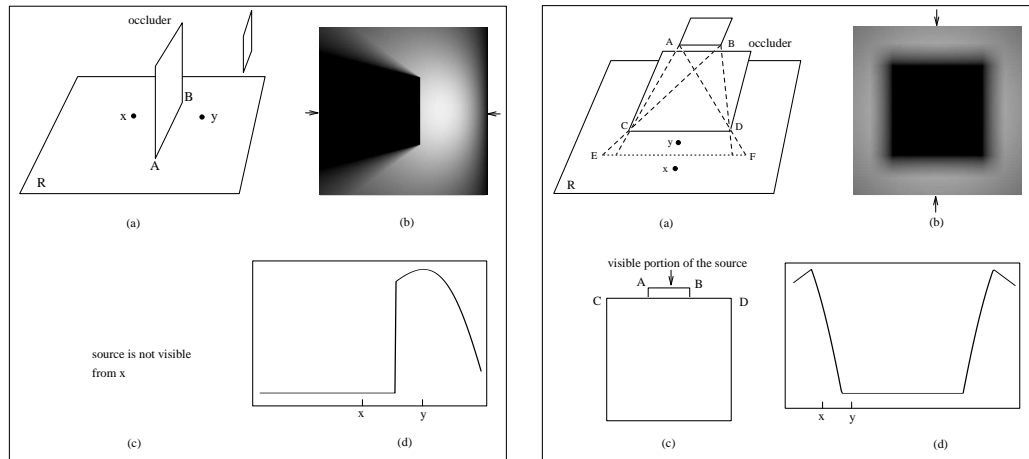 occluder
x
B
y
A
R
(a)
(b)
source is not visible
from x
x
y
(c)
(d)
A
B
occluder
C
D
y
E
F
x
R
(a)
(b)
visible portion of the source
A
B
C
D
x
y
(c)
(d)